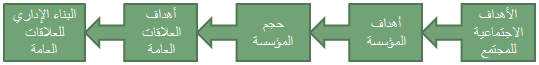 الأهداف
الاجتماعية
للمجتمع
أهداف
المؤسسة
حجم
المؤسسة
أهداف
العلاقات
العامة
البناء الإداري
للعلاقات
العامة